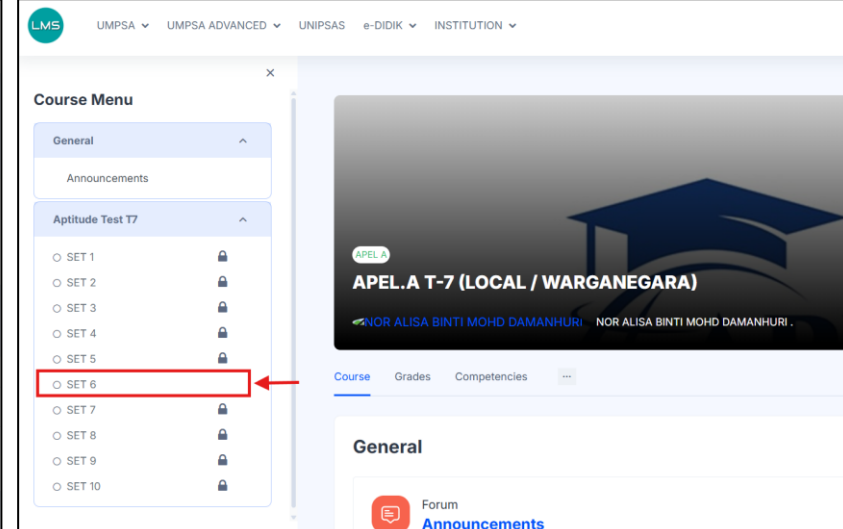 LMS UMPSA UMPSA ADVANCED UNIPSAS e-DIDIK INSTITUTION
Course Menu
General
Announcements
Aptitude Test T7
SET 1
SET 2
SET 3
SET 4
SET 5
SET 6
SET 7
SET 8
SET 9
SET 10
APEL A
APEL.A T-7 (LOCAL / WARGANEGARA)
NOR ALISA BINTI MOHD DAMANHURI NOR ALISA BINTI MOHD DAMANHURI .
Course Grades Competencies ...
General
Forum
Announcements